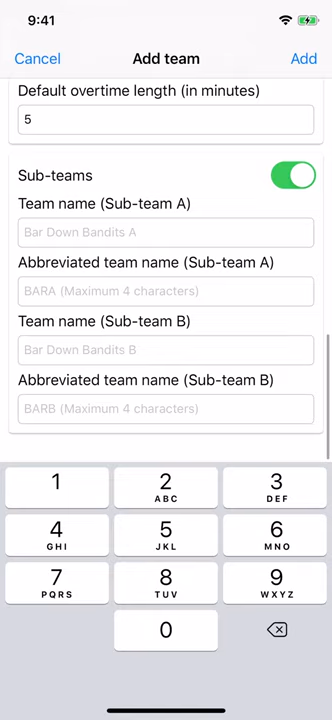 9:41
Cancel Add team Add
Default overtime length (in minutes)
5
Sub-teams
Team name (Sub-team A)
Bar Down Bandits A
Abbreviated team name (Sub-team A)
BARA (Maximum 4 characters)
Team name (Sub-team B)
Bar Down Bandits B
Abbreviated team name (Sub-team B)
BARB (Maximum 4 characters)
1 2 3
ABC DEF
4 5 6
GHI JKL MNO
7 8 9
PQRS TUV WXYZ
0